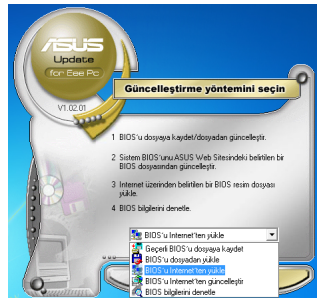 ASUS
Update
for Eee Pc
V1.02.01
Güncelleştirme yöntemini seçin
1 BIOS'u dosyaya kaydet/dosyadan güncelleştir.
2 Sistem BIOS'unu ASUS Web Sitesindeki belirtilen bir
BIOS dosyasından güncelleştir.
3 Internet üzerinden belirtilen bir BIOS resim dosyası
yükle.
4 BIOS bilgilerini denetle.
BIOS'u Internet'ten yükle
Geçerli BIOS'u dosyaya kaydet
BIOS'u dosyadan yükle
BIOS'u Internet'ten yükle
BIOS'u Internet'ten güncelleştir
BIOS bilgilerini denetle